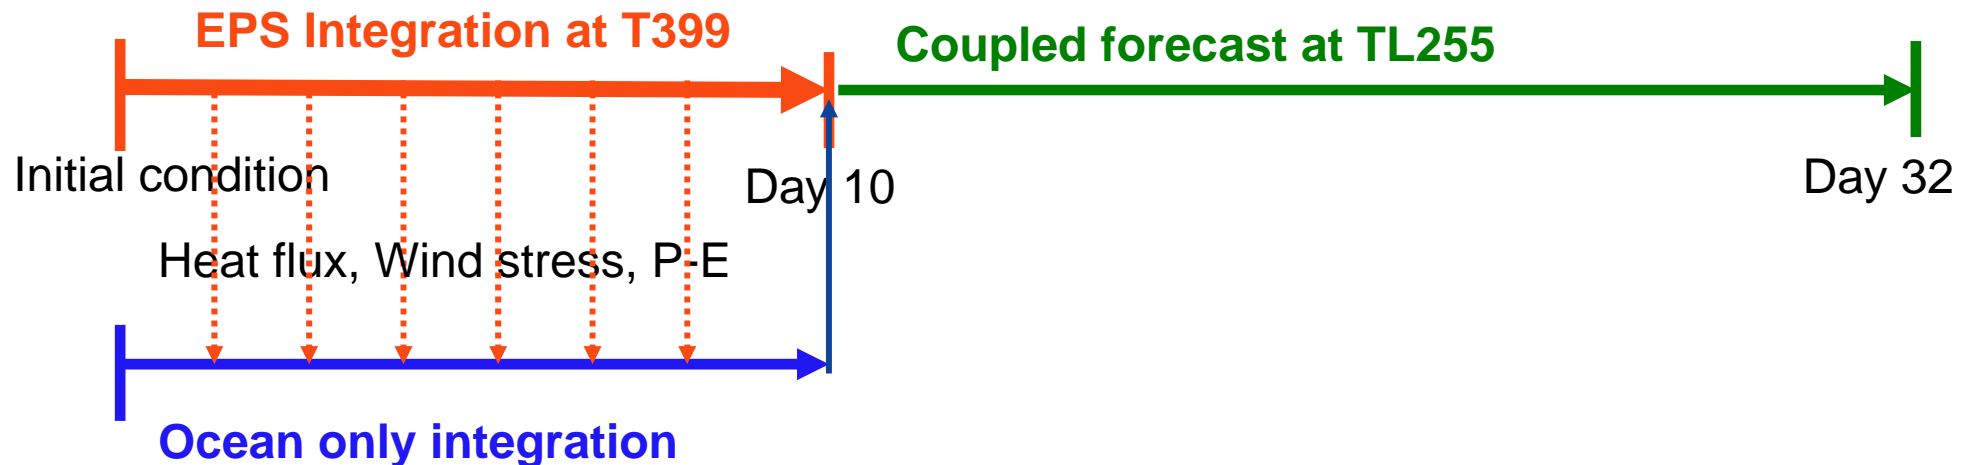 EPS Integration at T399
Coupled forecast at TL255
Initial condition
Day 10
Day 32
Heat flux, Wind stress, P-E
Ocean only integration